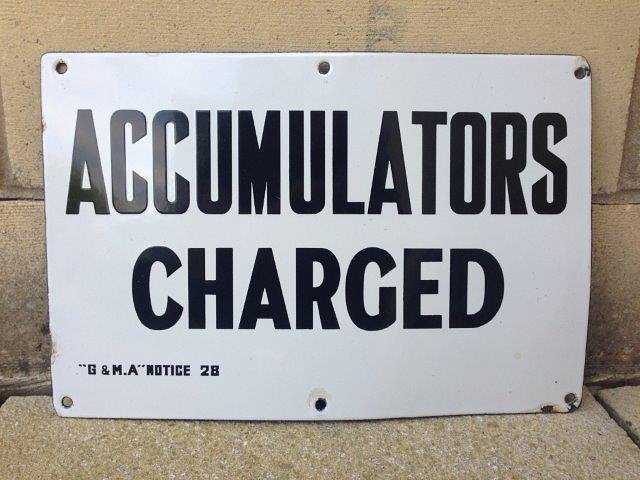 ACCUMULATORS
CHARGED
"G & M.A" NOTICE 28